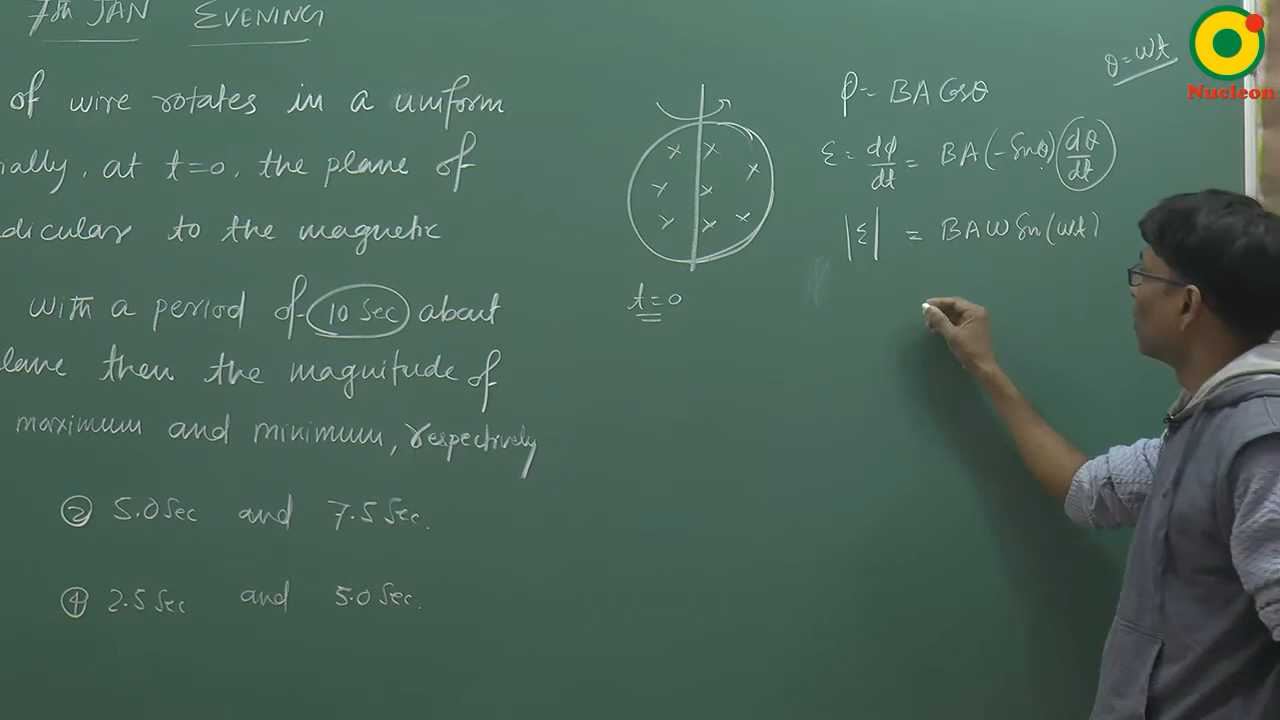 7th JAN EVENING
of wire rotates in a uniform
nally, at t=0, the plane of
dicular to the magnetic
with a period of 10 Sec about
plane then the magnitude of
maximum and minimum, respectively
② 5.0 Sec and 7.5 Sec.
④ 2.5 Sec and 5.0 Sec.
t=0
θ=ωt
φ= BA Cosθ
ε = dφ/dt = BA(-Sinθ)(dθ/dt)
|ε| = BAω Sin(ωt)
Nucleon